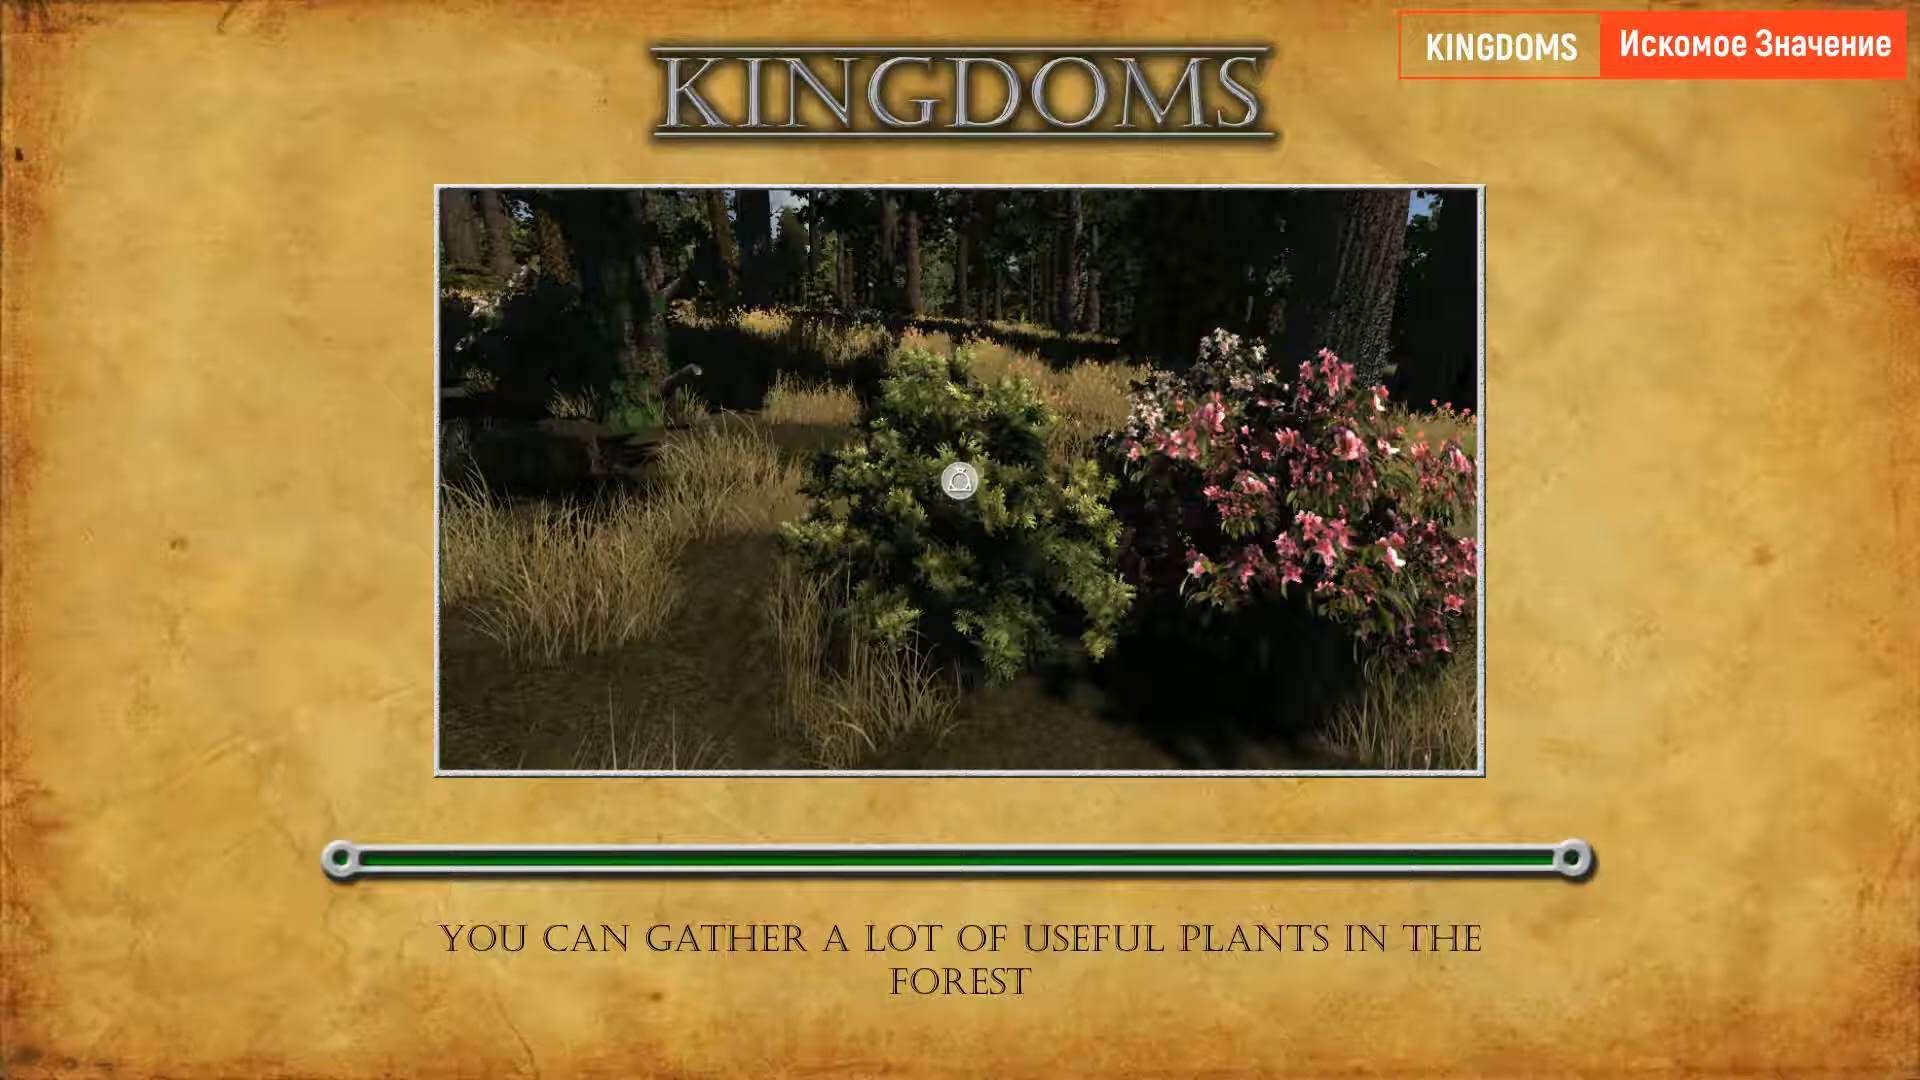 KINGDOMS
Искомое Значение
KINGDOMS
YOU CAN GATHER A LOT OF USEFUL PLANTS IN THE
FOREST